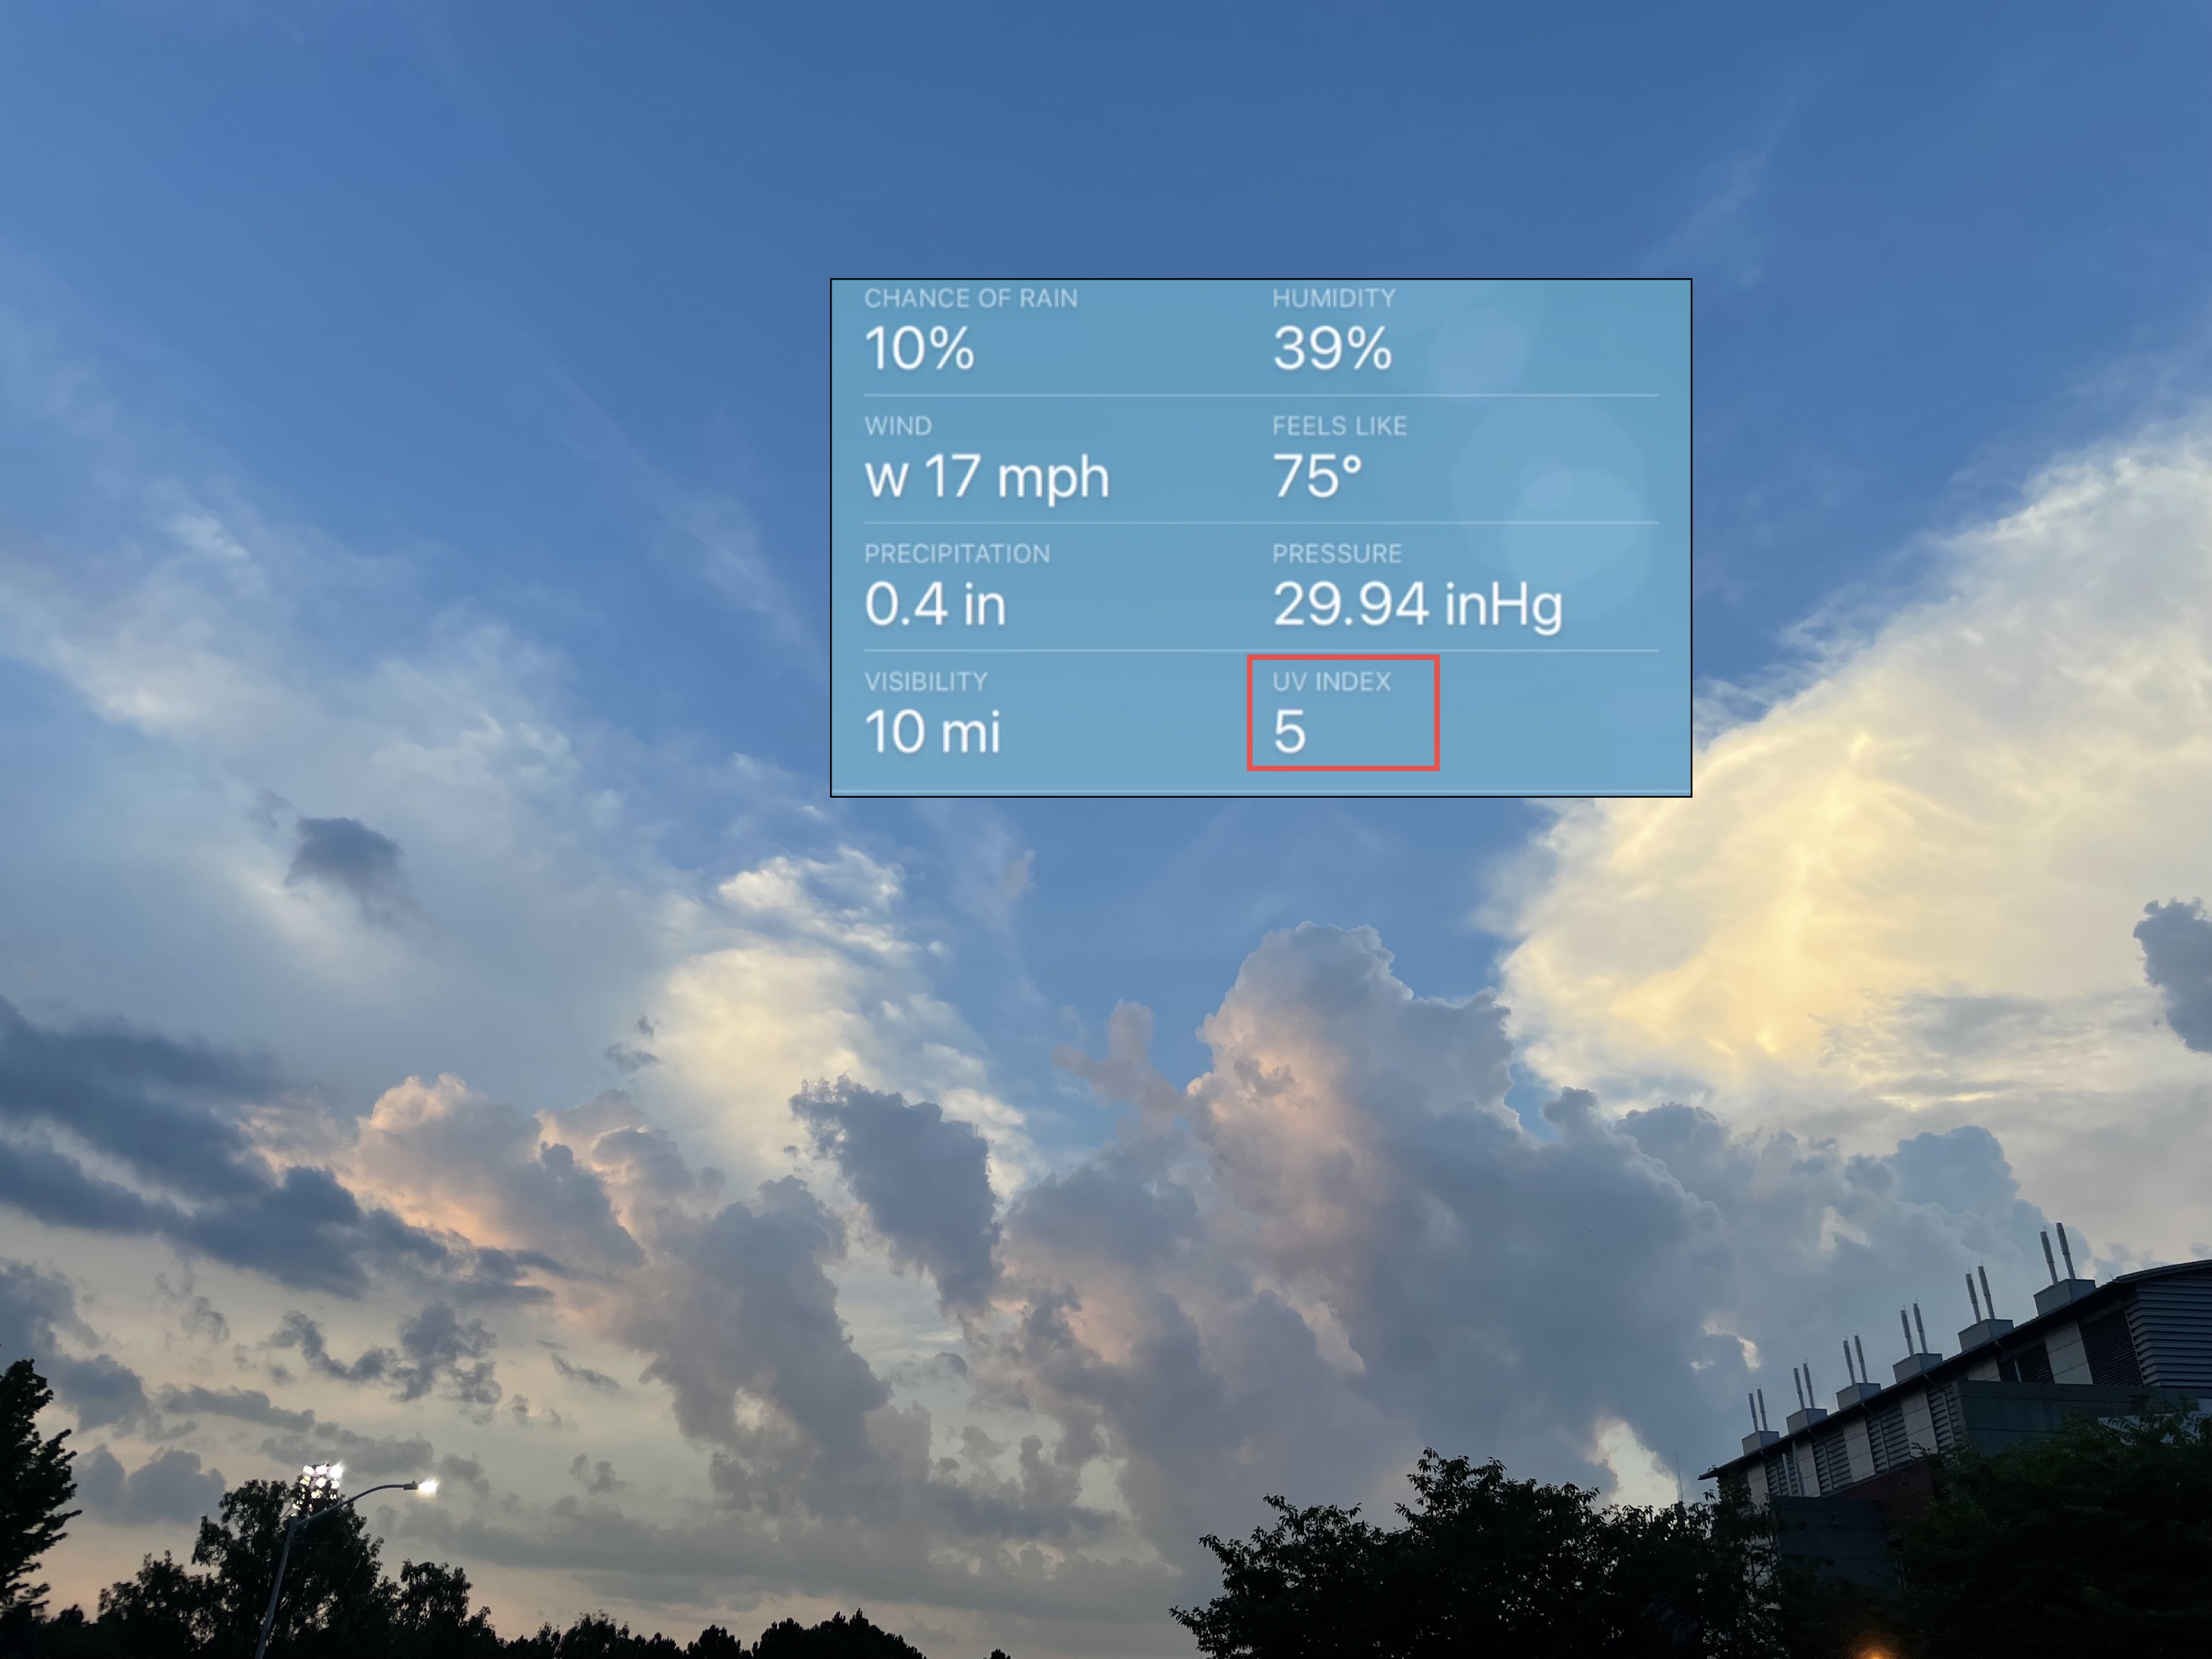 CHANCE OF RAIN HUMIDITY
10% 39%
WIND FEELS LIKE
w 17 mph 75°
PRECIPITATION PRESSURE
0.4 in 29.94 inHg
VISIBILITY UV INDEX
10 mi 5